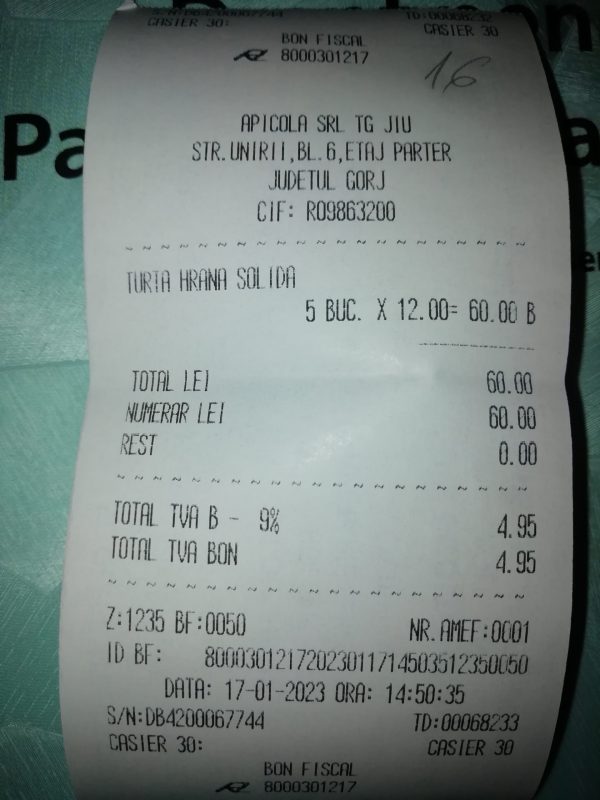 CASIER 30:
TD:00068232
CASIER 30
BON FISCAL
8000301217
16
APICOLA SRL TG JIU
STR.UNIRII,BL.6,ETAJ PARTER
JUDETUL GORJ
CIF: RO9863200
TURTA HRANA SOLIDA
5 BUC. X 12.00= 60.00 B
TOTAL LEI 60.00
NUMERAR LEI 60.00
REST 0.00
TOTAL TVA B - 9% 4.95
TOTAL TVA BON 4.95
Z:1235 BF:0050 NR.AMEF:0001
ID BF: 80003012172023011714503512350050
DATA: 17-01-2023 ORA: 14:50:35
S/N:DB4200067744 TD:00068233
CASIER 30: CASIER 30
BON FISCAL
8000301217